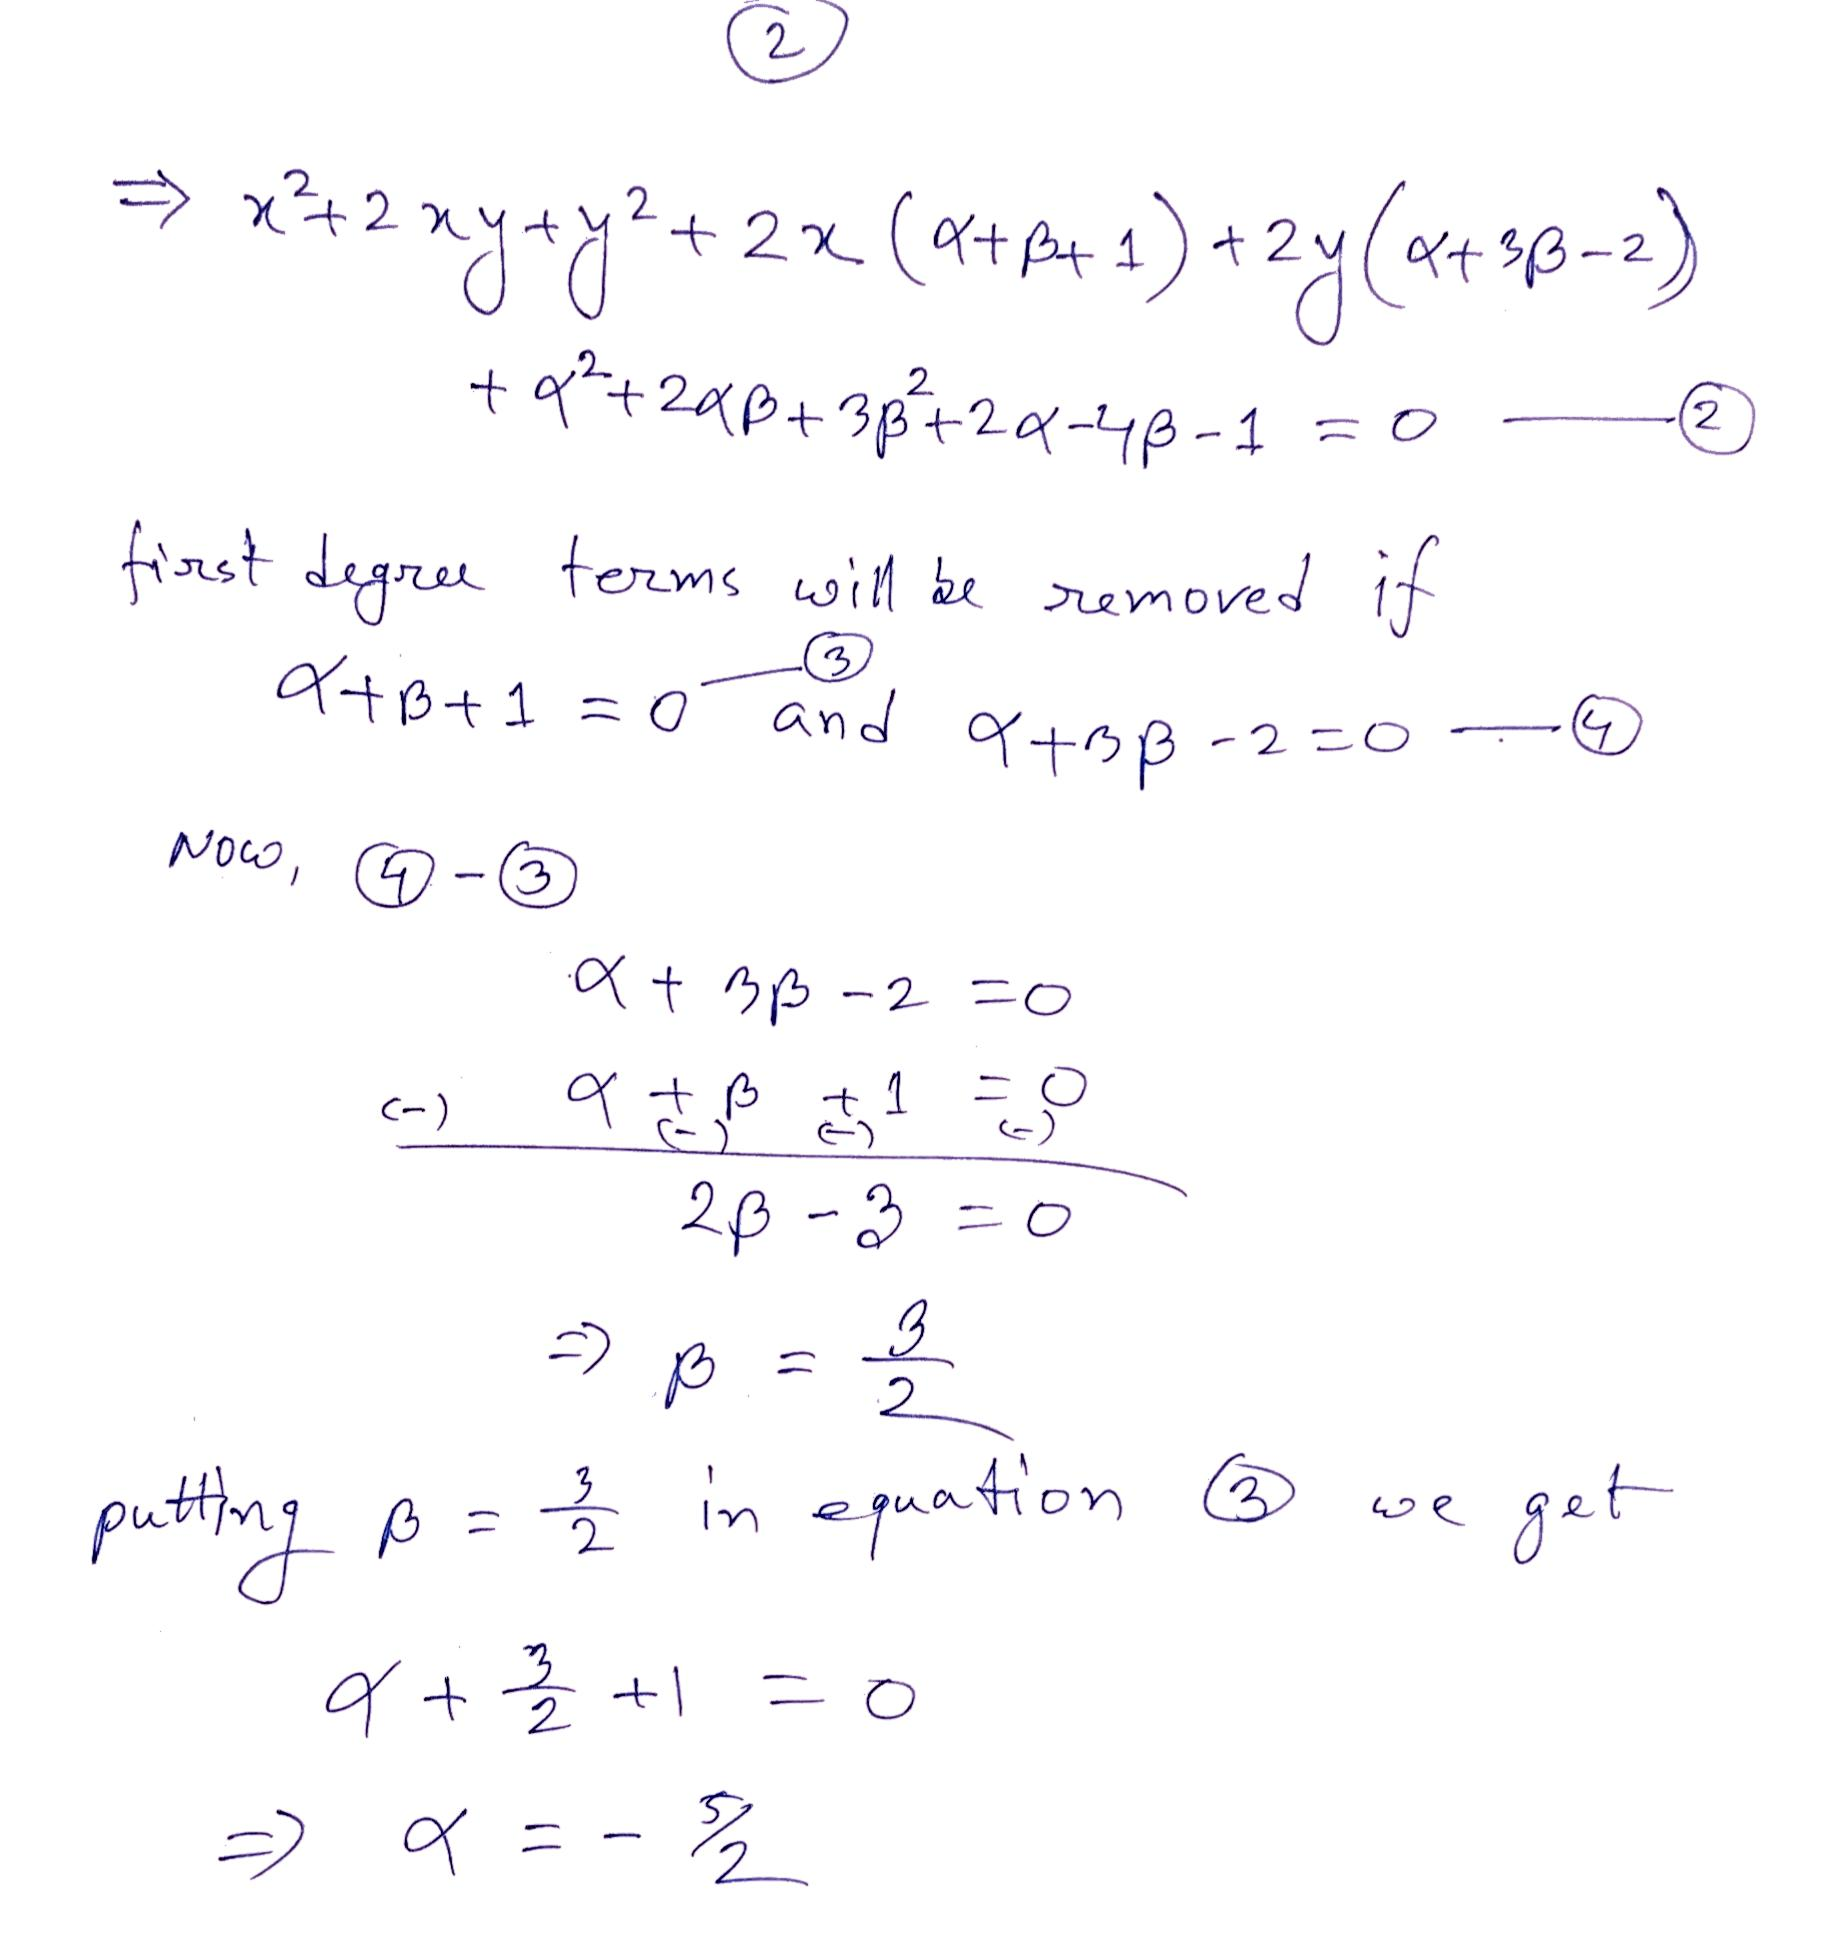 ②
⇒ x²+2xy+y²+2x(α+β+1)+2y(α+3β-2)
+α²+2αβ+3β²+2α-4β-1 = 0 —②
first degree terms will be removed if
α+β+1 = 0 —③ and α+3β-2=0 —④
Now, ④-③
α + 3β - 2 = 0
(-) α + β + 1 = 0
(-) (-) (-)
2β - 3 = 0
⇒ β = 3/2
putting β = 3/2 in equation ③ we get
α + 3/2 +1 = 0
⇒ α = - 5/2